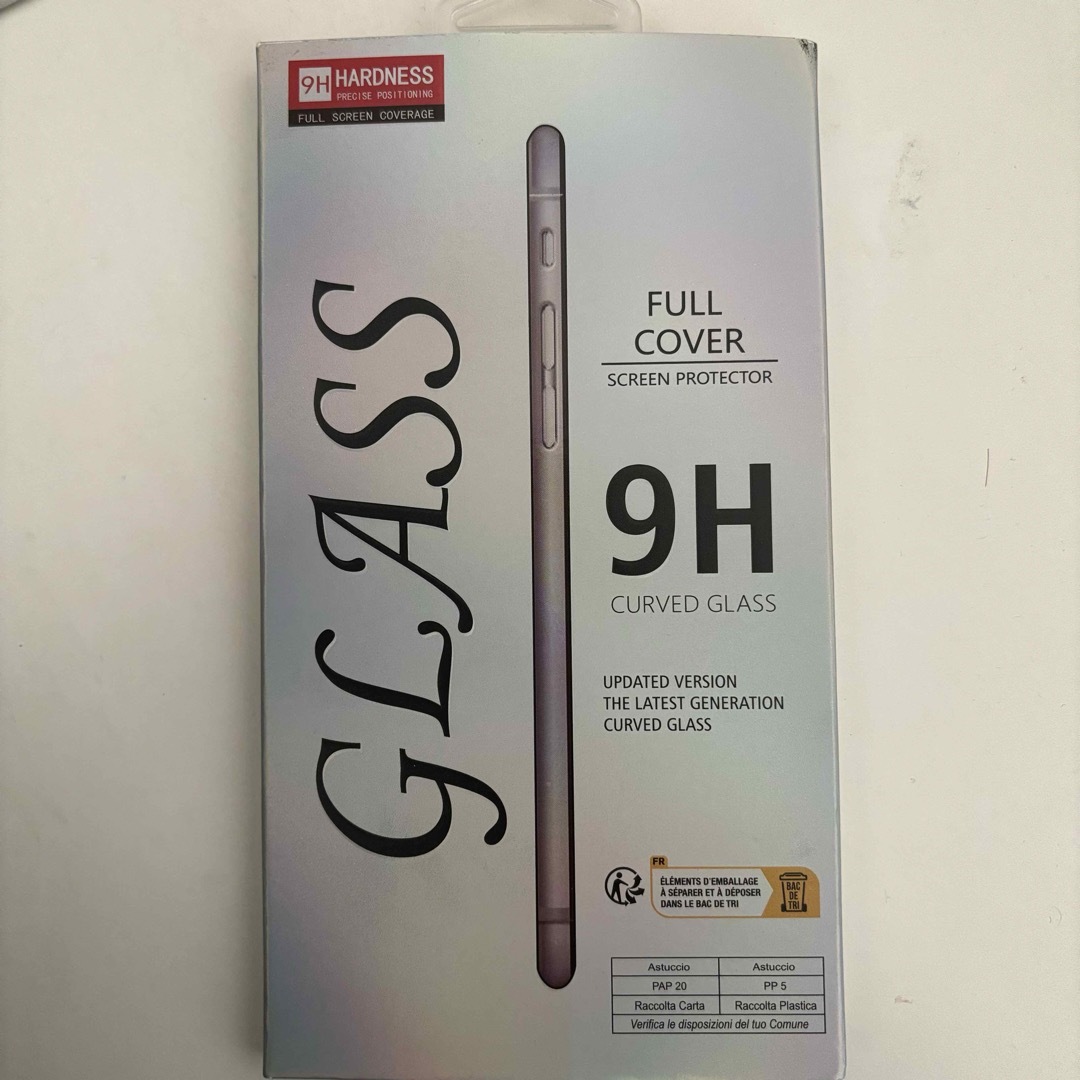 9H HARDNESS
PRECISE POSITIONING
FULL SCREEN COVERAGE
GLASS
FULL
COVER
SCREEN PROTECTOR
9H
CURVED GLASS
UPDATED VERSION
THE LATEST GENERATION
CURVED GLASS
FR
ÉLÉMENTS D'EMBALLAGE
À SÉPARER ET À DÉPOSER
DANS LE BAC DE TRI
BAC
DE
TRI
Astuccio Astuccio
PAP 20 PP 5
Raccolta Carta Raccolta Plastica
Verifica le disposizioni del tuo Comune